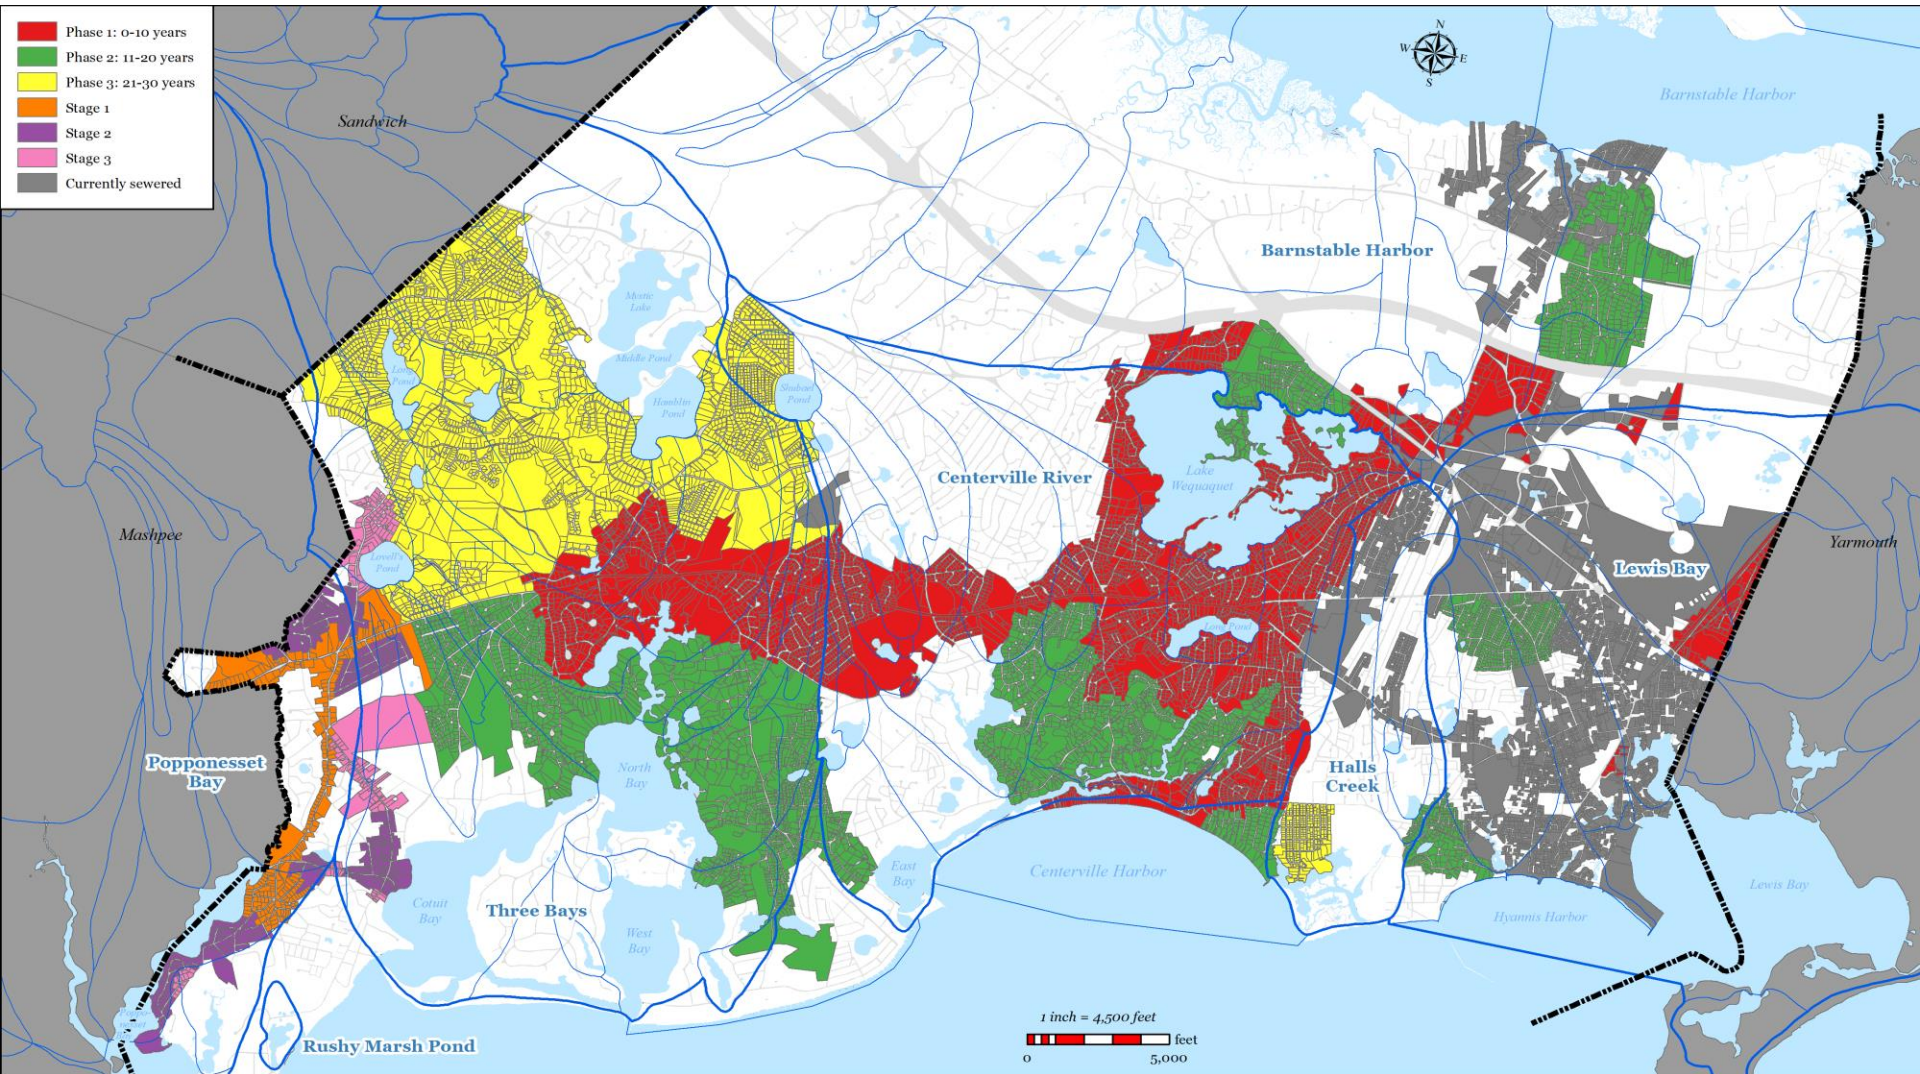 Phase 1: 0-10 years
Phase 2: 11-20 years
Phase 3: 21-30 years
Stage 1
Stage 2
Stage 3
Currently sewered
N
W
E
S
Sandwich
Barnstable Harbor
Barnstable Harbor
Mystic
Lake
Middle Pond
Hamblin
Pond
Shubael
Pond
Long
Pond
Centerville River
Lake
Wequaquet
Mashpee
Lovell's
Pond
Yarmouth
Lewis Bay
Long Pond
Popponesset
Bay
North
Bay
Halls
Creek
East
Bay
Centerville Harbor
Lewis Bay
Cotuit
Bay
Three Bays
West
Bay
Hyannis Harbor
Rushy Marsh Pond
1 inch = 4,500 feet
feet
0
5,000